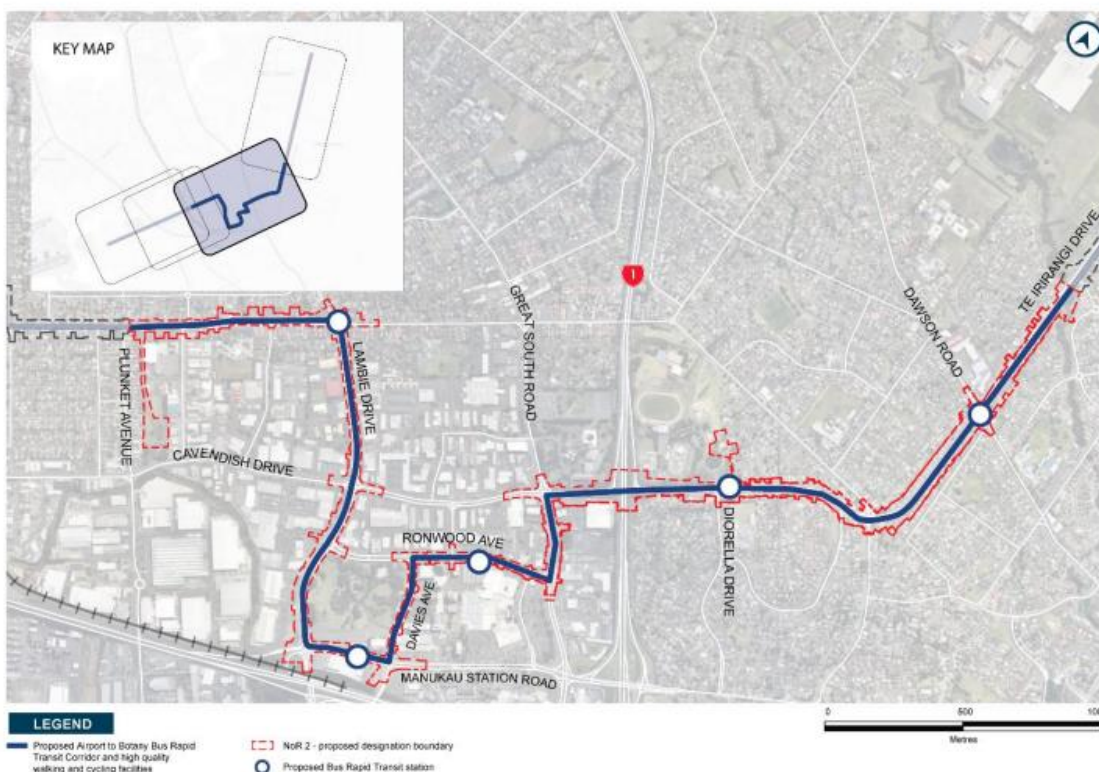 KEY MAP
1
TE IRIRANGI DRIVE
DAWSON ROAD
GREAT SOUTH ROAD
LAMBIE DRIVE
PLUNKET AVENUE
CAVENDISH DRIVE
RONWOOD AVE
DIORELLA DRIVE
DAVIES AVE
MANUKAU STATION ROAD
LEGEND
Proposed Airport to Botany Bus Rapid
Transit Corridor and high quality
walking and cycling facilities
NoR 2 - proposed designation boundary
Proposed Bus Rapid Transit station
0 500 100
Metres